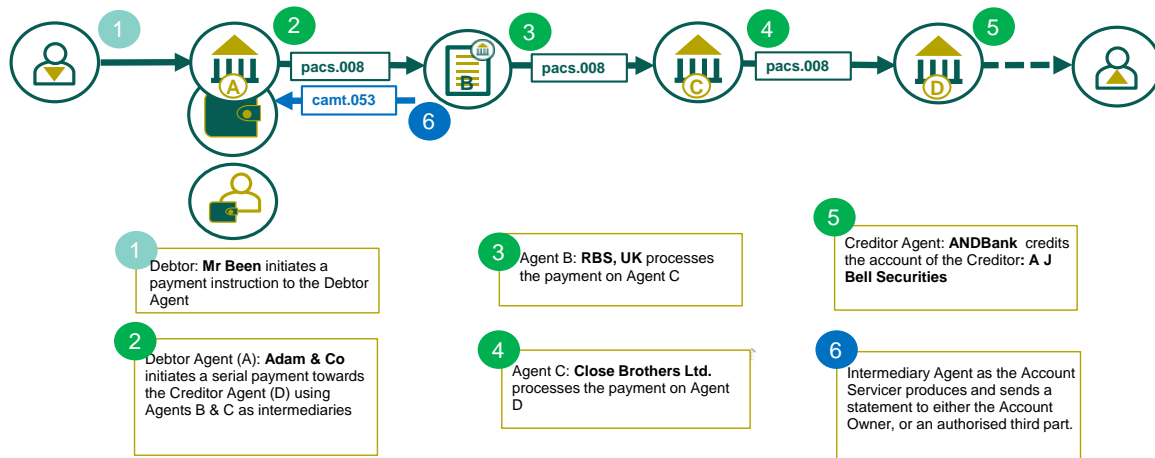 1
2
3
4
5
pacs.008
pacs.008
pacs.008
A
B
C
D
camt.053
6
1
Debtor: Mr Been initiates a
payment instruction to the Debtor
Agent
2
Debtor Agent (A): Adam & Co
initiates a serial payment towards
the Creditor Agent (D) using
Agents B & C as intermediaries
3
Agent B: RBS, UK processes
the payment on Agent C
4
Agent C: Close Brothers Ltd.
processes the payment on Agent
D
5
Creditor Agent: ANDBank credits
the account of the Creditor: A J
Bell Securities
6
Intermediary Agent as the Account
Servicer produces and sends a
statement to either the Account
Owner, or an authorised third part.